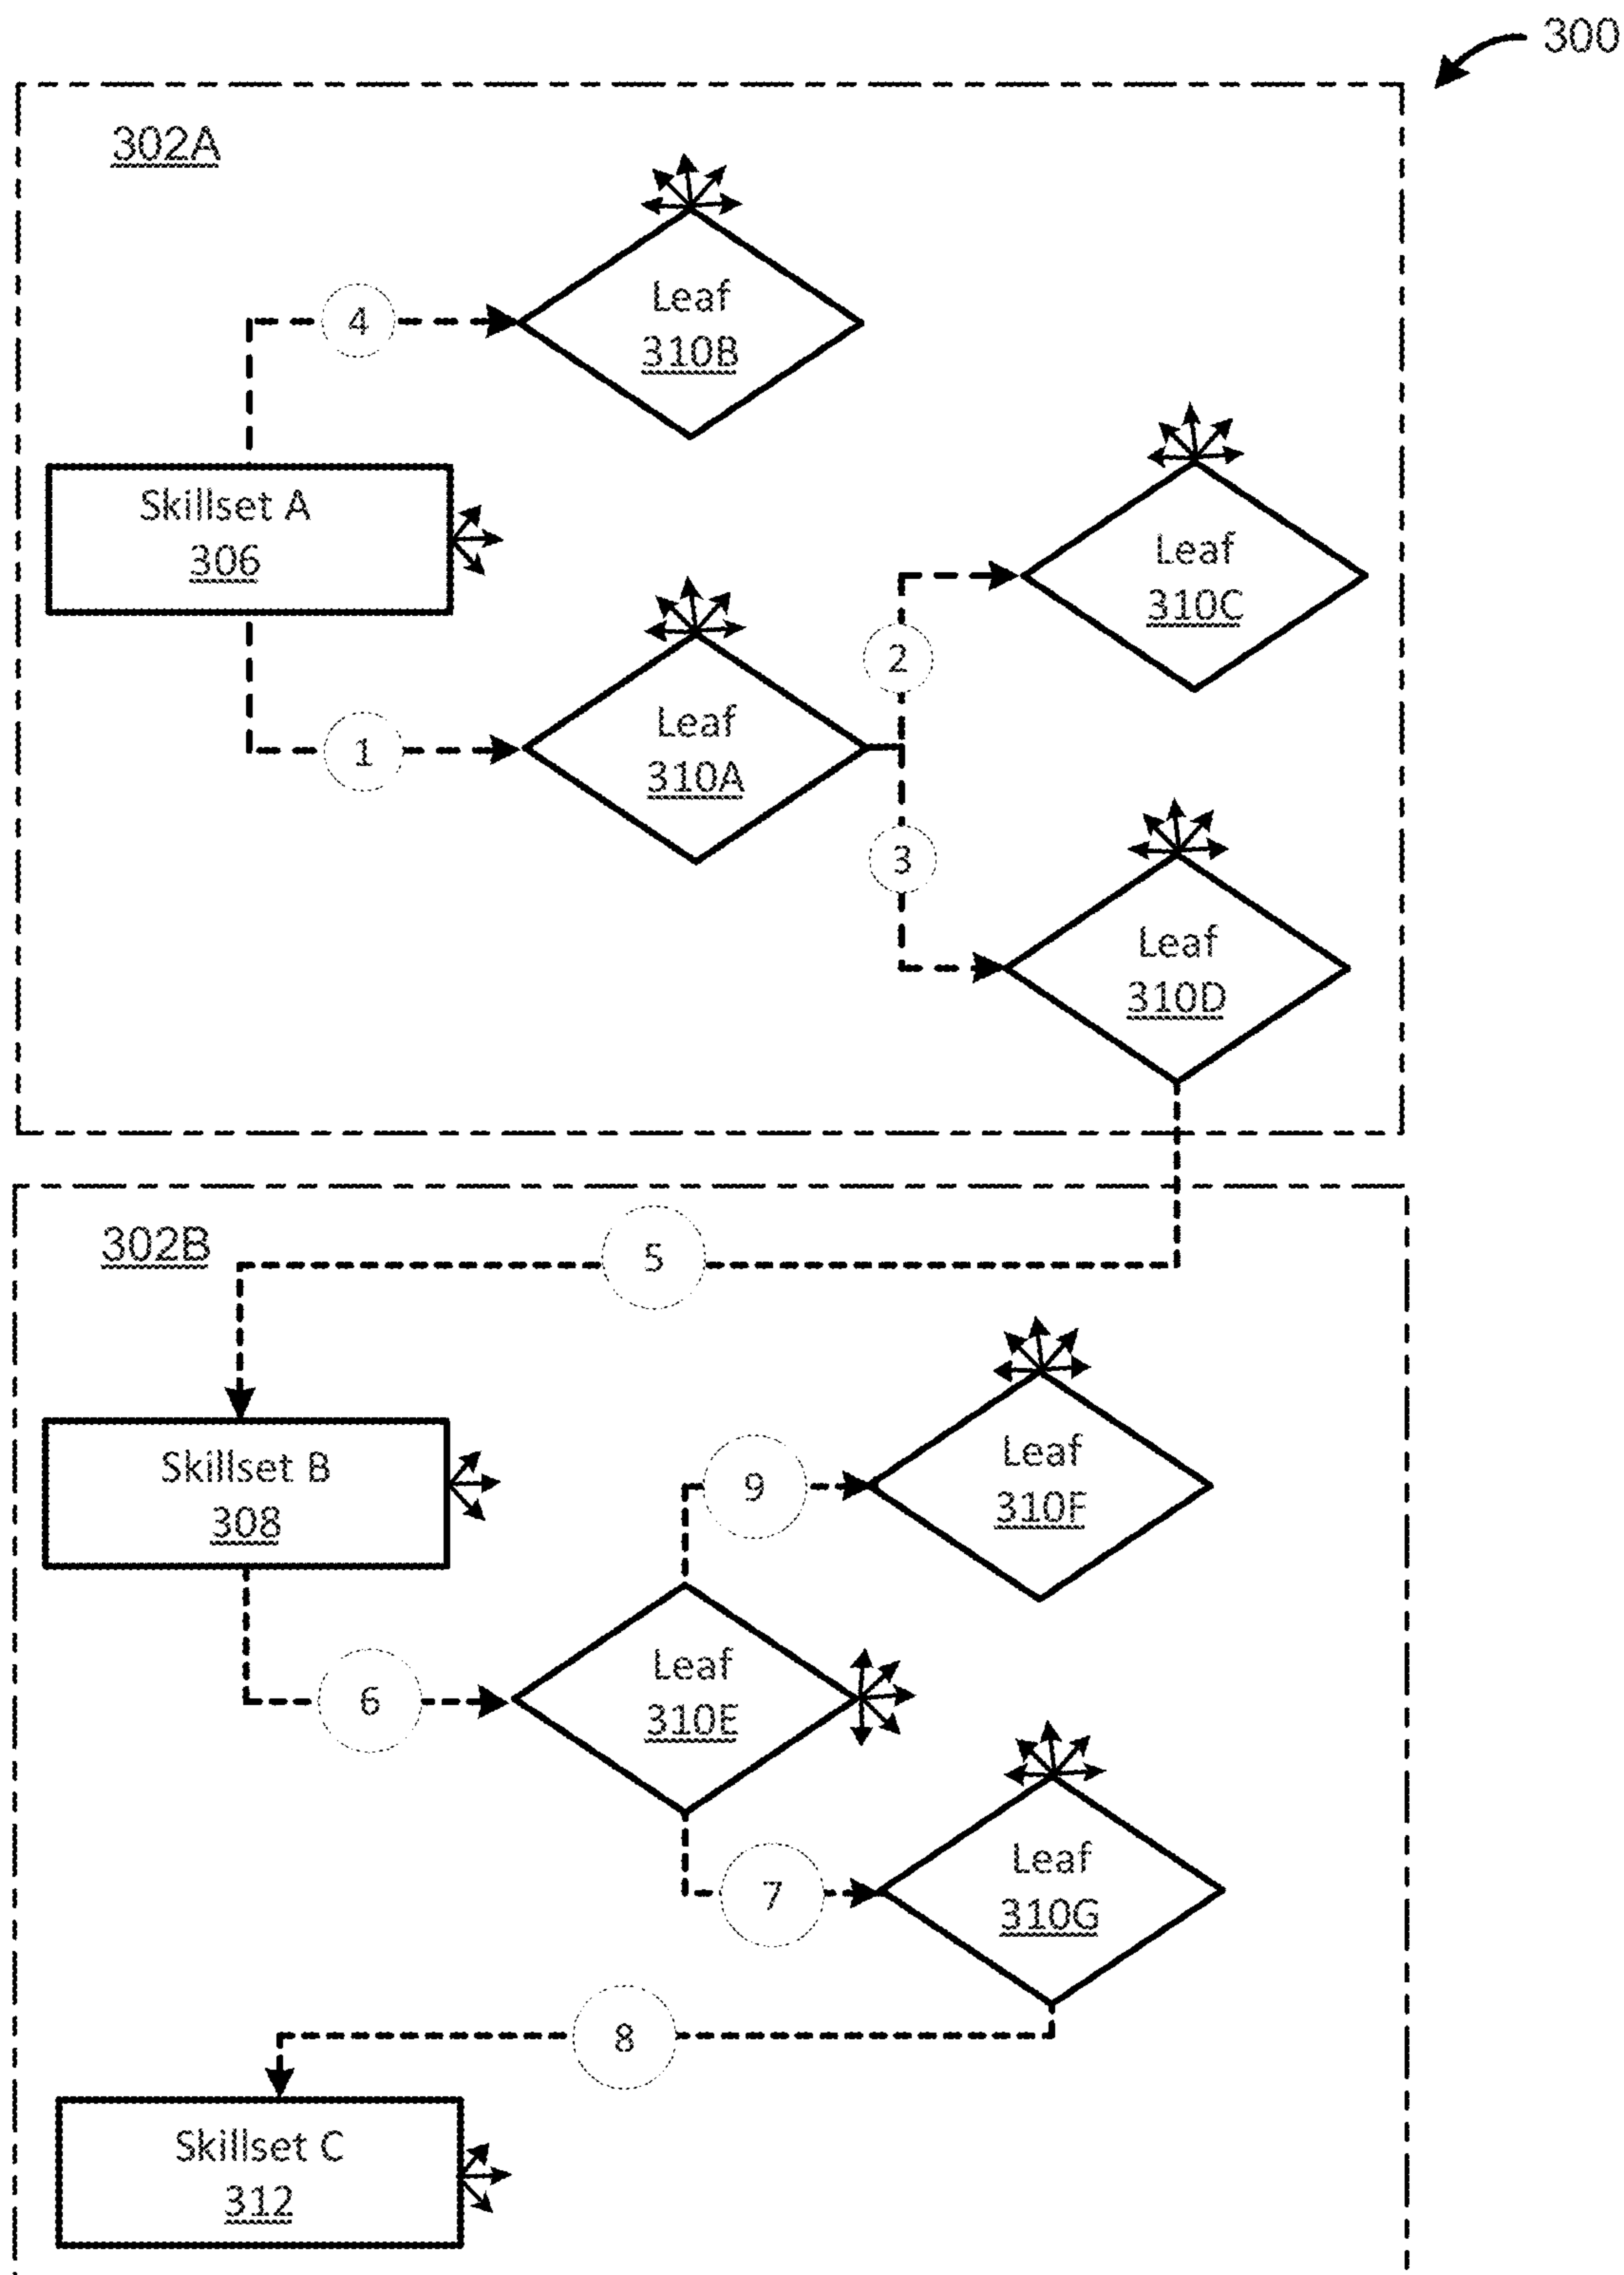 300
302A
Leaf
310B
4
Skillset A
306
Leaf
310C
2
Leaf
310A
1
3
Leaf
310D
302B
5
Skillset B
308
9
Leaf
310F
6
Leaf
310E
7
Leaf
310G
8
Skillset C
312